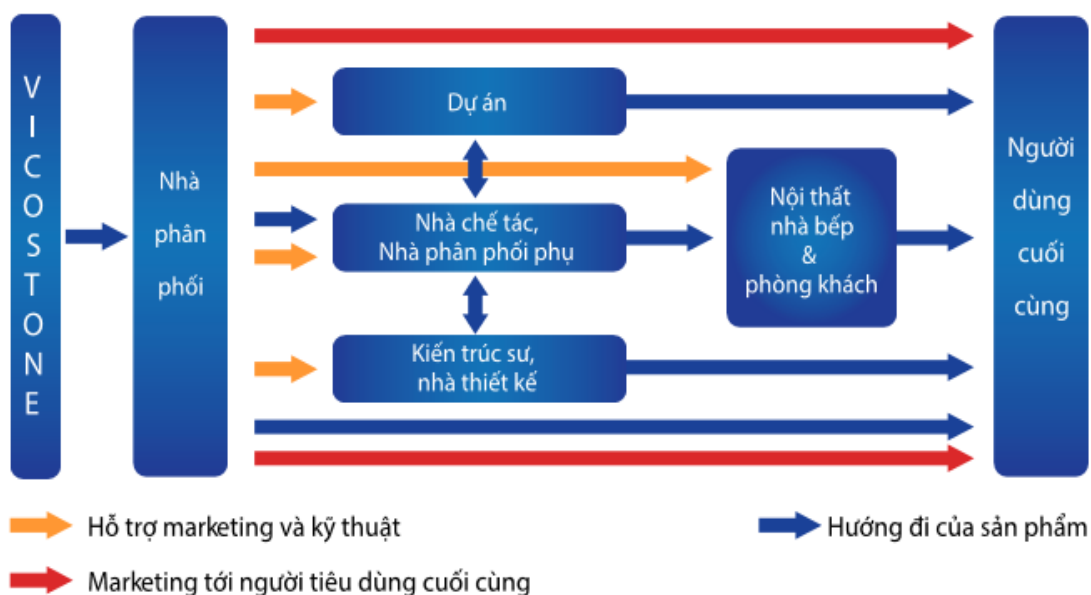 VICOSTONE
Nhà
phân
phối
Dự án
Nhà chế tác,
Nhà phân phối phụ
Kiến trúc sư,
nhà thiết kế
Nội thất
nhà bếp
&
phòng khách
Người
dùng
cuối
cùng
Hỗ trợ marketing và kỹ thuật
Hướng đi của sản phẩm
Marketing tới người tiêu dùng cuối cùng